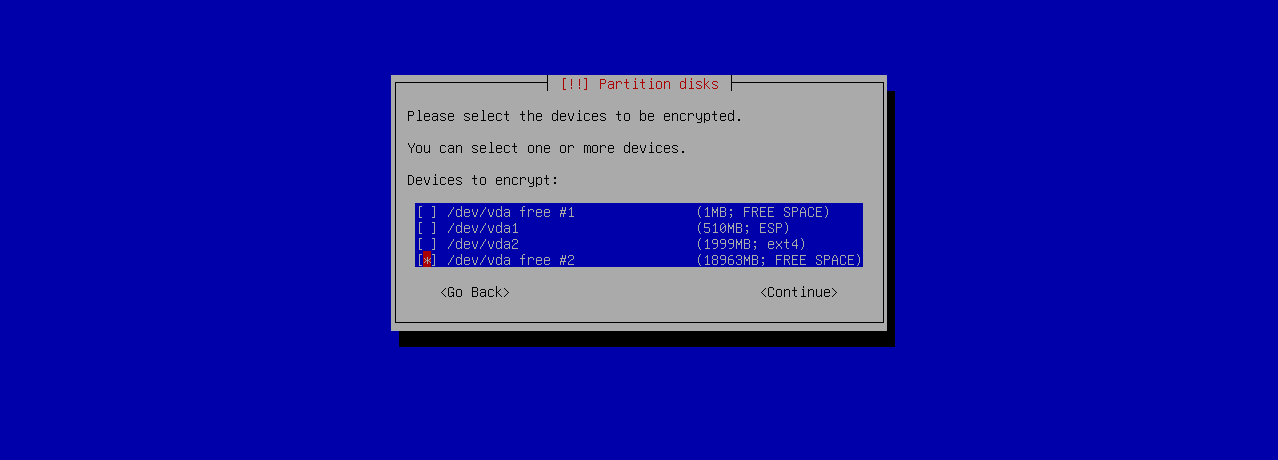 [!!] Partition disks
Please select the devices to be encrypted.
You can select one or more devices.
Devices to encrypt:
[ ] /dev/vda free #1 (1MB; FREE SPACE)
[ ] /dev/vda1 (510MB; ESP)
[ ] /dev/vda2 (1999MB; ext4)
[*] /dev/vda free #2 (18963MB; FREE SPACE)
<Go Back> <Continue>